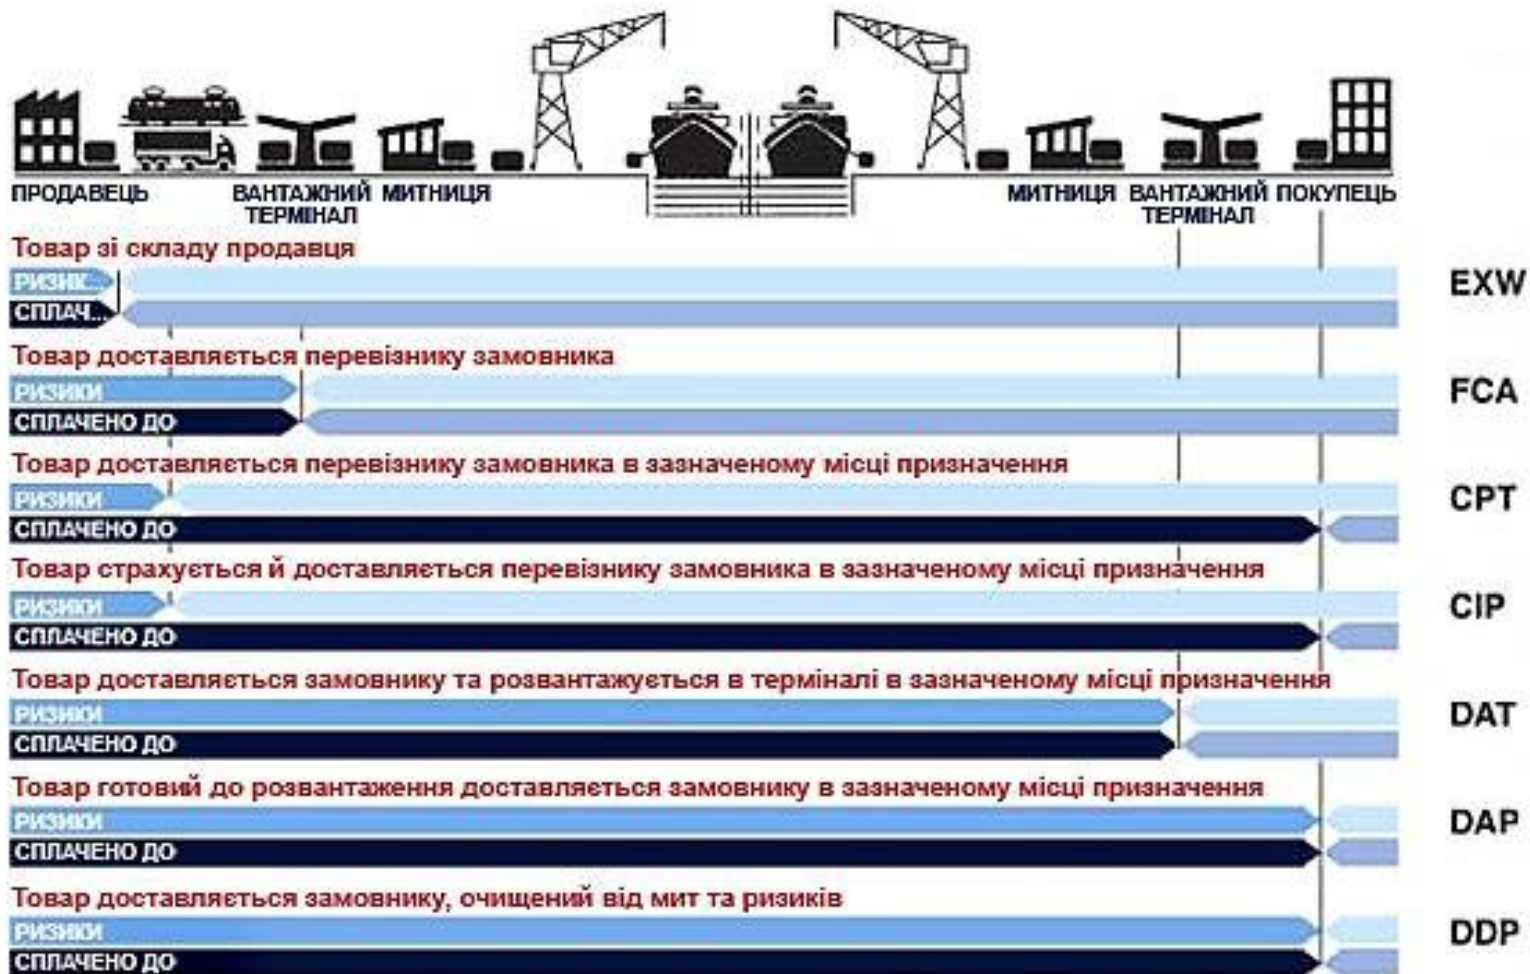 ПРОДАВЕЦЬ
ВАНТАЖНИЙ ТЕРМІНАЛ
МИТНИЦЯ
МИТНИЦЯ
ВАНТАЖНИЙ ТЕРМІНАЛ
ПОКУПЕЦЬ
Товар зі складу продавця
РИЗИК...
СПЛАЧ...
EXW
Товар доставляється перевізнику замовника
РИЗИКИ
СПЛАЧЕНО ДО
FCA
Товар доставляється перевізнику замовника в зазначеному місці призначення
РИЗИКИ
СПЛАЧЕНО ДО
CPT
Товар страхується й доставляється перевізнику замовника в зазначеному місці призначення
РИЗИКИ
СПЛАЧЕНО ДО
CIP
Товар доставляється замовнику та розвантажується в терміналі в зазначеному місці призначення
РИЗИКИ
СПЛАЧЕНО ДО
DAT
Товар готовий до розвантаження доставляється замовнику в зазначеному місці призначення
РИЗИКИ
СПЛАЧЕНО ДО
DAP
Товар доставляється замовнику, очищений від мит та ризиків
РИЗИКИ
СПЛАЧЕНО ДО
DDP